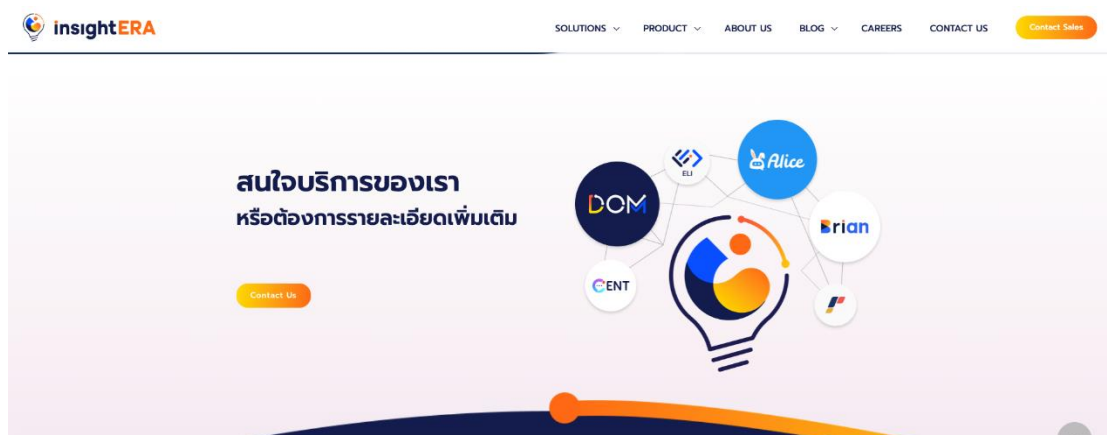 insightERA
SOLUTIONS PRODUCT ABOUT US BLOG CAREERS CONTACT US Contact Sales
สนใจบริการของเรา
หรือต้องการรายละเอียดเพิ่มเติม
Contact Us
ELI
Alice
DOM
Brian
CENT